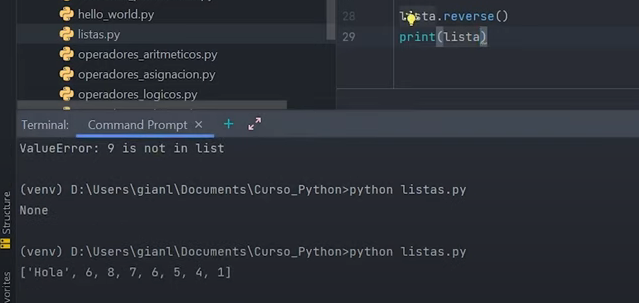 hello_world.py
listas.py
operadores_aritmeticos.py
operadores_asignacion.py
operadores_logicos.py
28 lista.reverse()
29 print(lista)
Terminal: Command Prompt × +
ValueError: 9 is not in list
(venv) D:\Users\gianl\Documents\Curso_Python>python listas.py
None
(venv) D:\Users\gianl\Documents\Curso_Python>python listas.py
['Hola', 6, 8, 7, 6, 5, 4, 1]
Structure